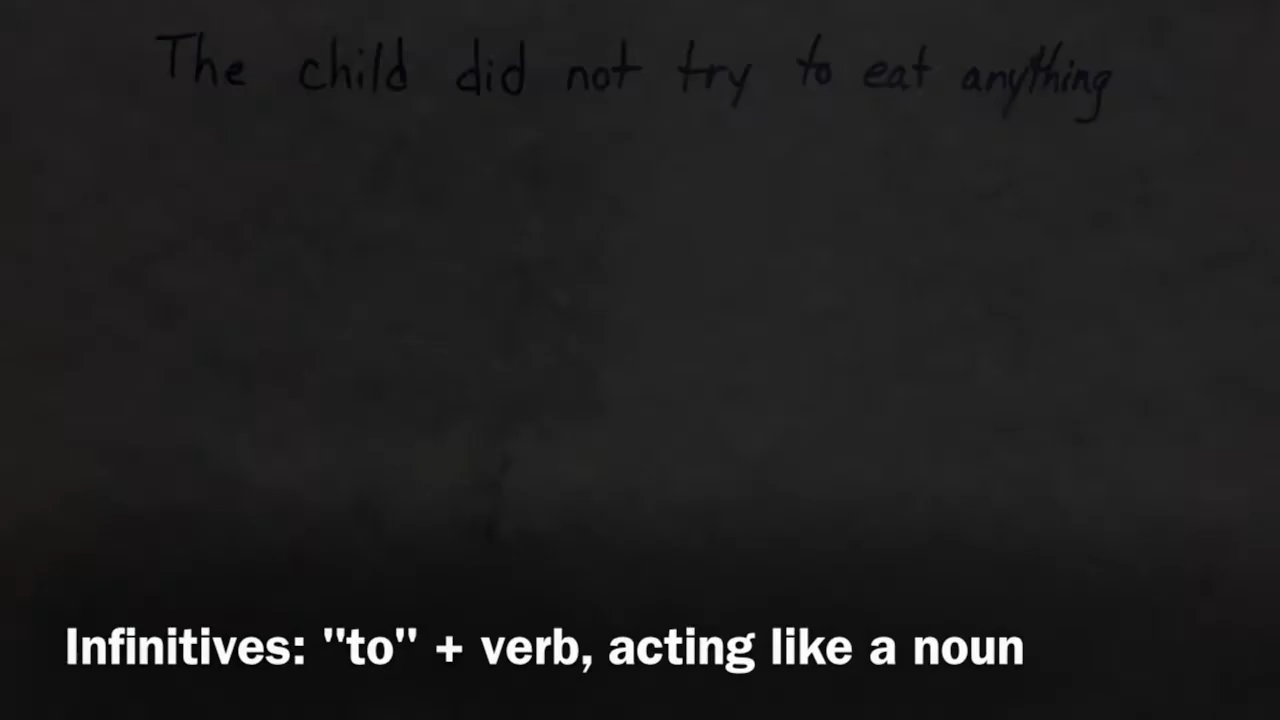 The child did not try to eat anything
Infinitives: "to" + verb, acting like a noun